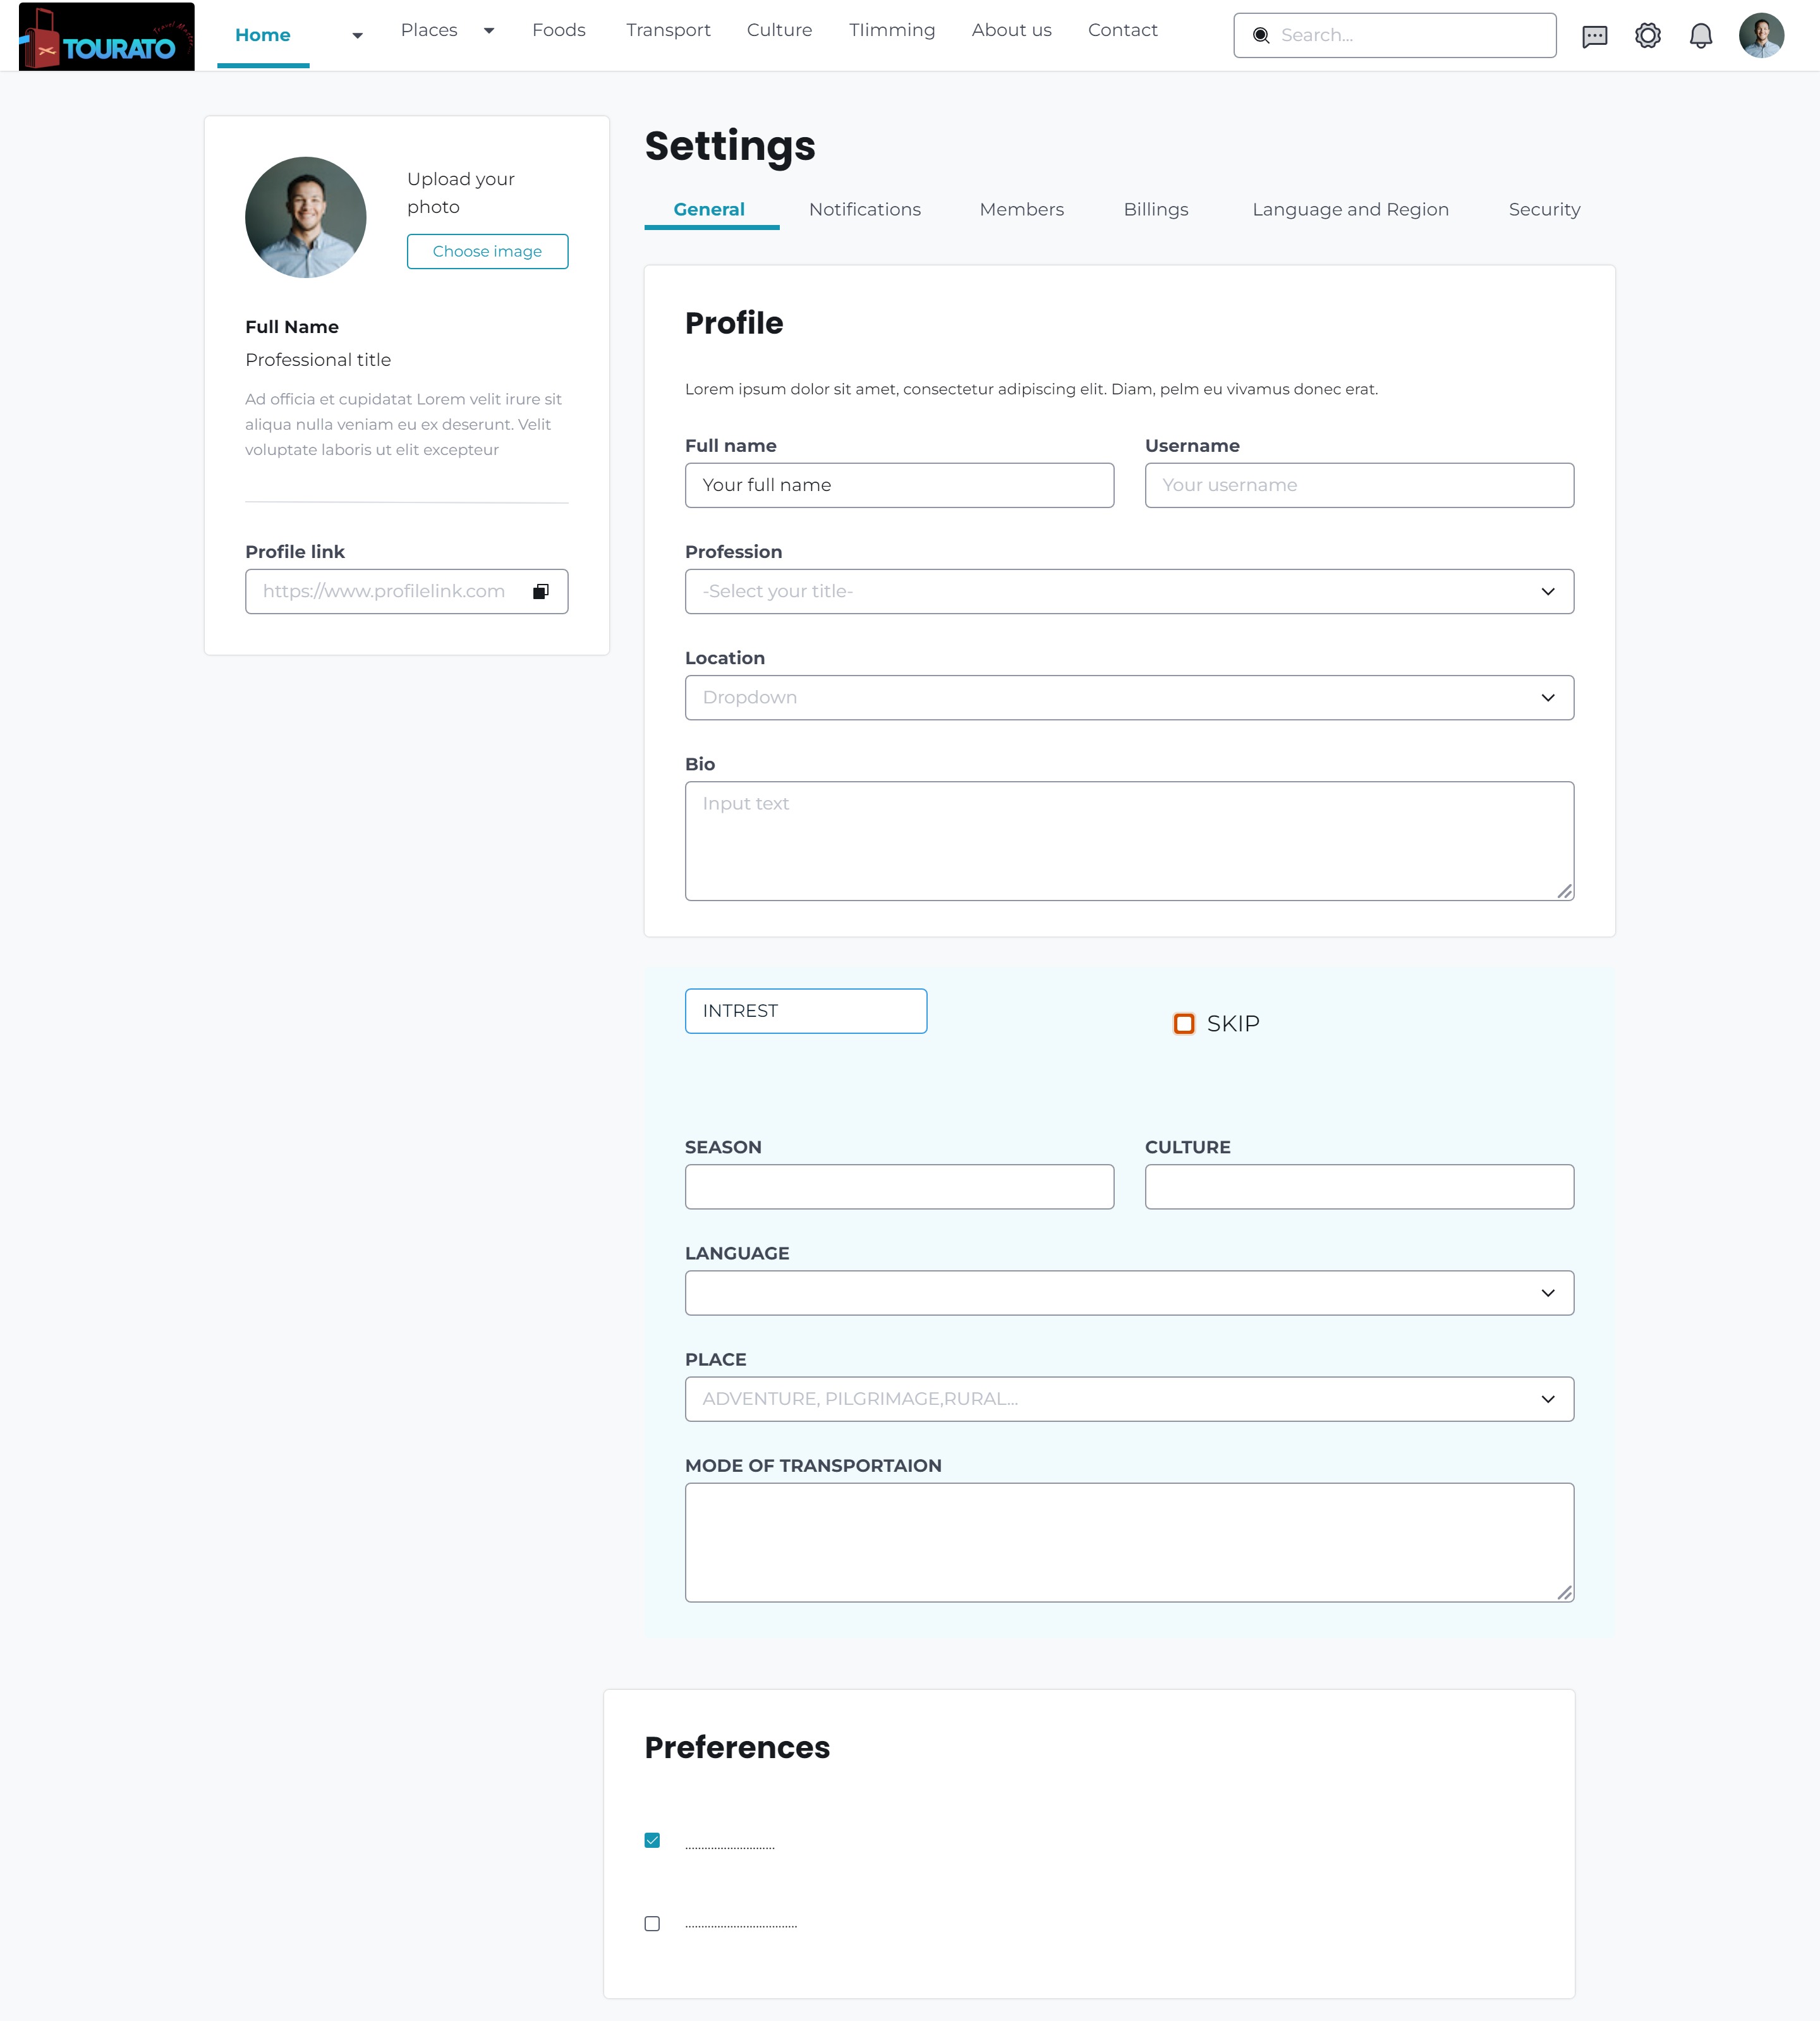 TOURATO
Home
Places
Foods
Transport
Culture
TIimming
About us
Contact
Search...
Upload your
photo
Choose image
Full Name
Professional title
Ad officia et cupidatat Lorem velit irure sit
aliqua nulla veniam eu ex deserunt. Velit
voluptate laboris ut elit excepteur
Profile link
https://www.profilelink.com
Settings
General
Notifications
Members
Billings
Language and Region
Security
Profile
Lorem ipsum dolor sit amet, consectetur adipiscing elit. Diam, pelm eu vivamus donec erat.
Full name
Username
Your full name
Your username
Profession
-Select your title-
Location
Dropdown
Bio
Input text
INTREST
SKIP
SEASON
CULTURE
LANGUAGE
PLACE
ADVENTURE, PILGRIMAGE,RURAL...
MODE OF TRANSPORTAION
Preferences
............................
...................................